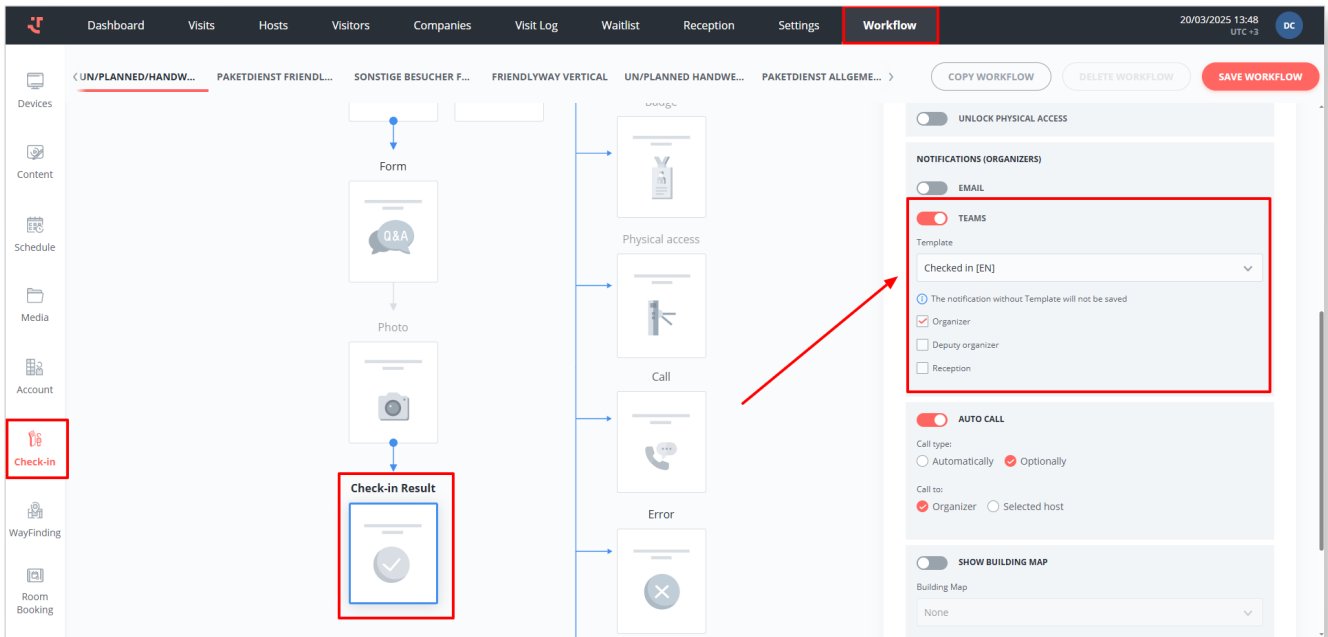 Dashboard
Visits
Hosts
Visitors
Companies
Visit Log
Waitlist
Reception
Settings
Workflow
20/03/2025 13:48
UTC +3
DC
Devices
Content
Schedule
Media
Account
Check-in
WayFinding
Room
Booking
UN/PLANNED/HANDW...
PAKETDIENST FRIENDL...
SONSTIGE BESUCHER F...
FRIENDLYWAY VERTICAL
UN/PLANNED HANDWE...
PAKETDIENST ALLGEME...
COPY WORKFLOW
DELETE WORKFLOW
SAVE WORKFLOW
Form
Q&A
Photo
Check-in Result
Badge
Physical access
Call
Error
UNLOCK PHYSICAL ACCESS
NOTIFICATIONS (ORGANIZERS)
EMAIL
TEAMS
Template
Checked in [EN]
The notification without Template will not be saved
Organizer
Deputy organizer
Reception
AUTO CALL
Call type:
Automatically
Optionally
Call to:
Organizer
Selected host
SHOW BUILDING MAP
Building Map
None